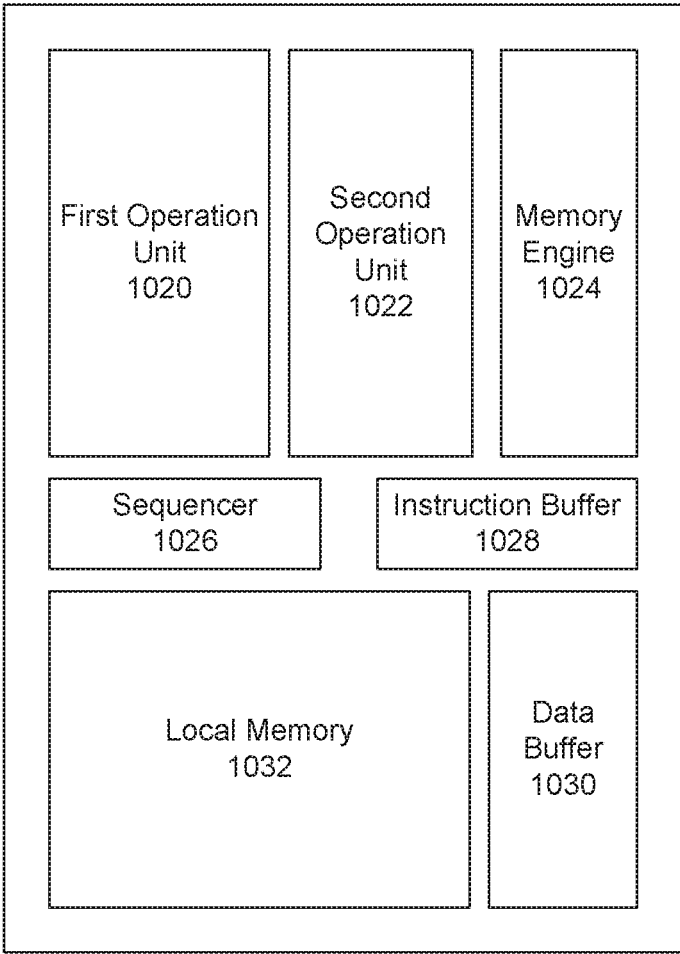 First Operation
Unit
1020
Second
Operation
Unit
1022
Memory
Engine
1024
Sequencer
1026
Instruction Buffer
1028
Local Memory
1032
Data
Buffer
1030